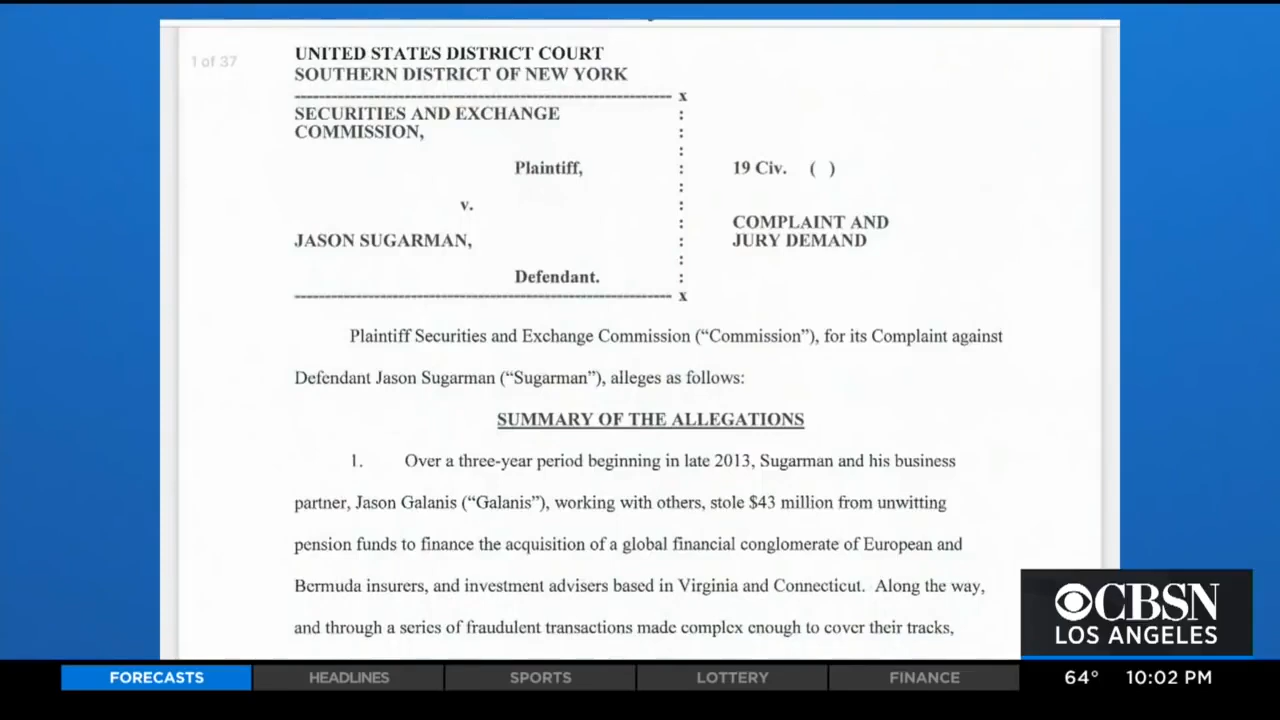 1 of 37
UNITED STATES DISTRICT COURT
SOUTHERN DISTRICT OF NEW YORK
------------------------------------------------------------------------ x
SECURITIES AND EXCHANGE :
COMMISSION, :
:
Plaintiff, : 19 Civ. ( )
:
v. :
: COMPLAINT AND
JASON SUGARMAN, : JURY DEMAND
:
Defendant. :
------------------------------------------------------------------------ x
Plaintiff Securities and Exchange Commission (“Commission”), for its Complaint against
Defendant Jason Sugarman (“Sugarman”), alleges as follows:
SUMMARY OF THE ALLEGATIONS
1. Over a three-year period beginning in late 2013, Sugarman and his business
partner, Jason Galanis (“Galanis”), working with others, stole $43 million from unwitting
pension funds to finance the acquisition of a global financial conglomerate of European and
Bermuda insurers, and investment advisers based in Virginia and Connecticut. Along the way,
and through a series of fraudulent transactions made complex enough to cover their tracks,
CBSN
LOS ANGELES
FORECASTS HEADLINES SPORTS LOTTERY FINANCE 64° 10:02 PM